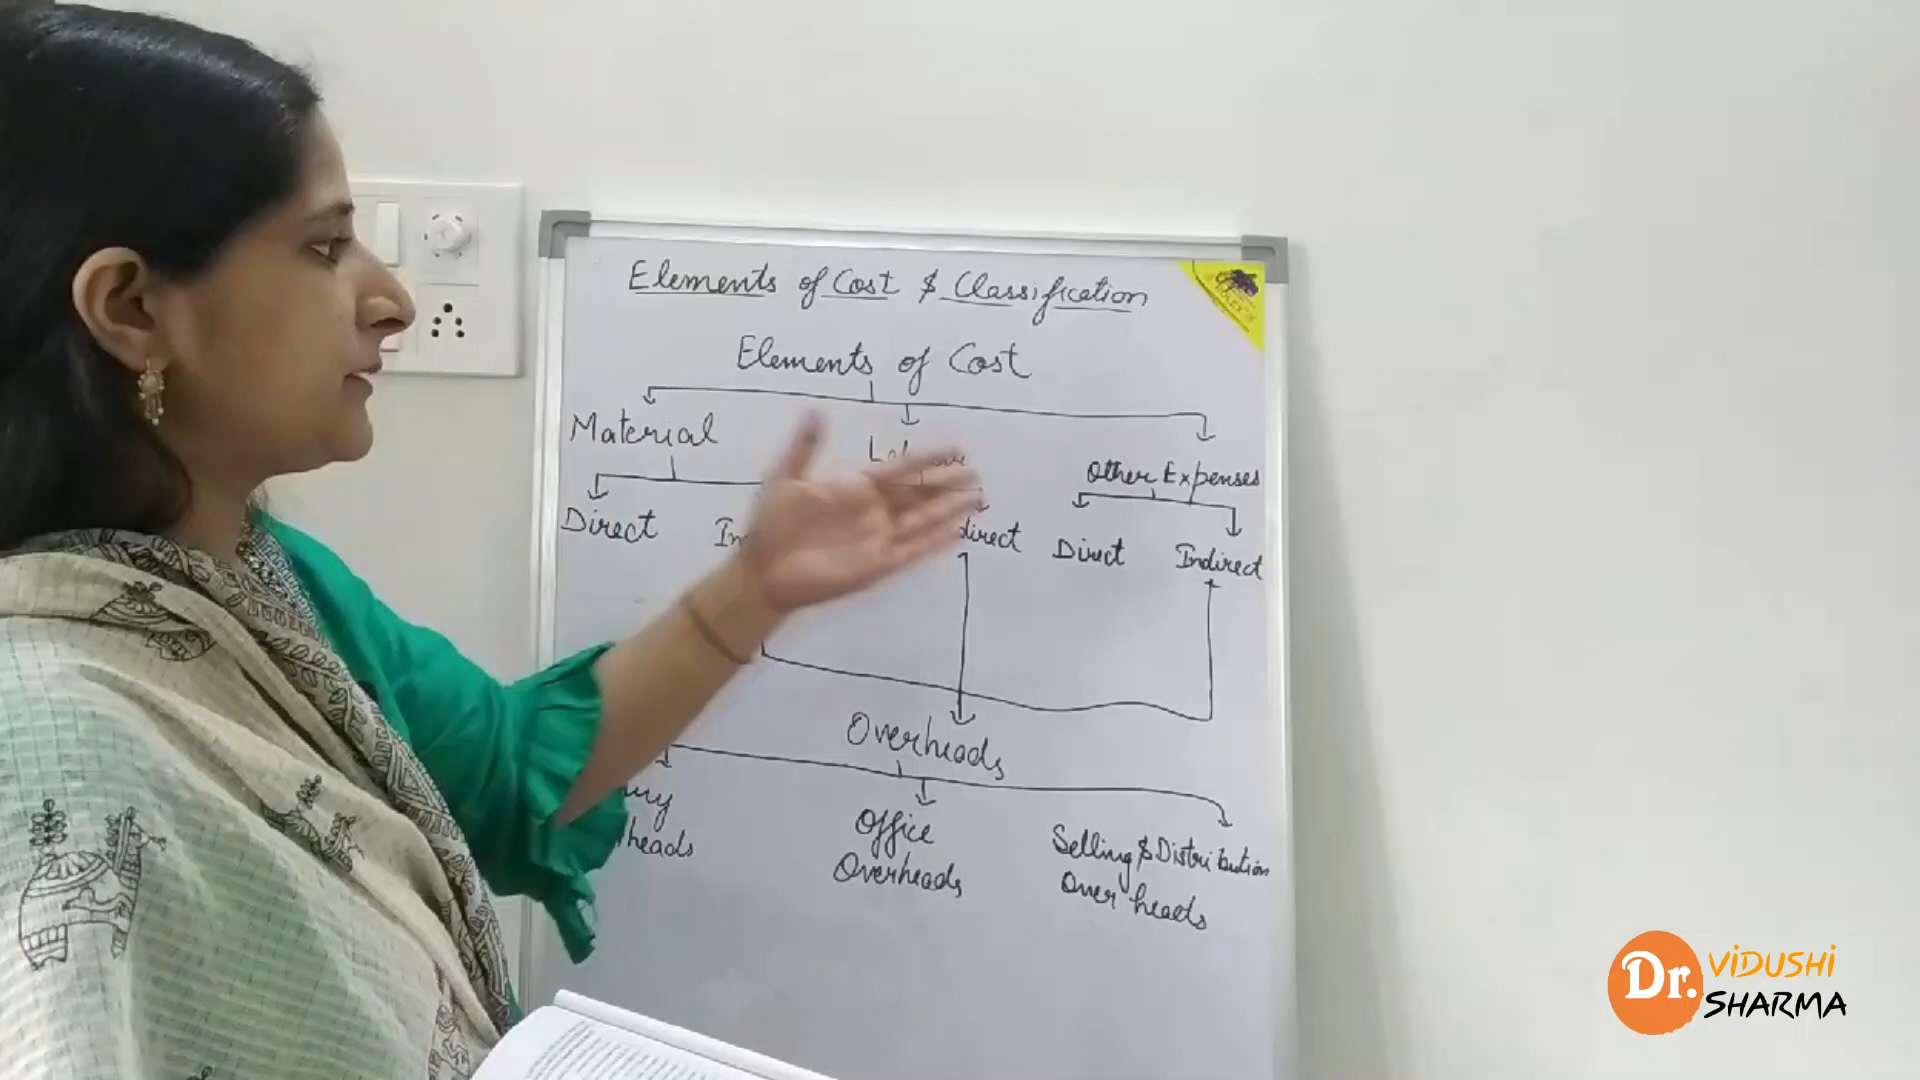 Elements of Cost & Classification
Elements of Cost
Material
Other Expenses
Direct
Direct
Indirect
Overheads
Office
Overheads
Selling & Distribution
Over heads
Dr. ViDUSHi
SHARMA